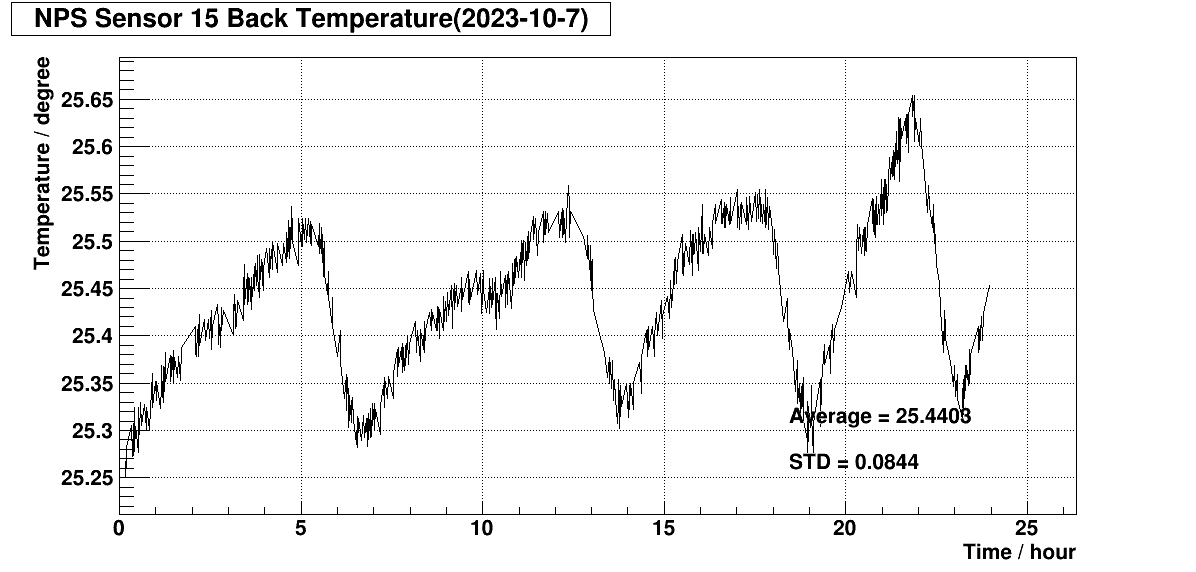 NPS Sensor 15 Back Temperature(2023-10-7)
Temperature / degree
25.65
25.6
25.55
25.5
25.45
25.4
25.35
25.3
25.25
Average = 25.4403
STD = 0.0844
0 5 10 15 20 25
Time / hour